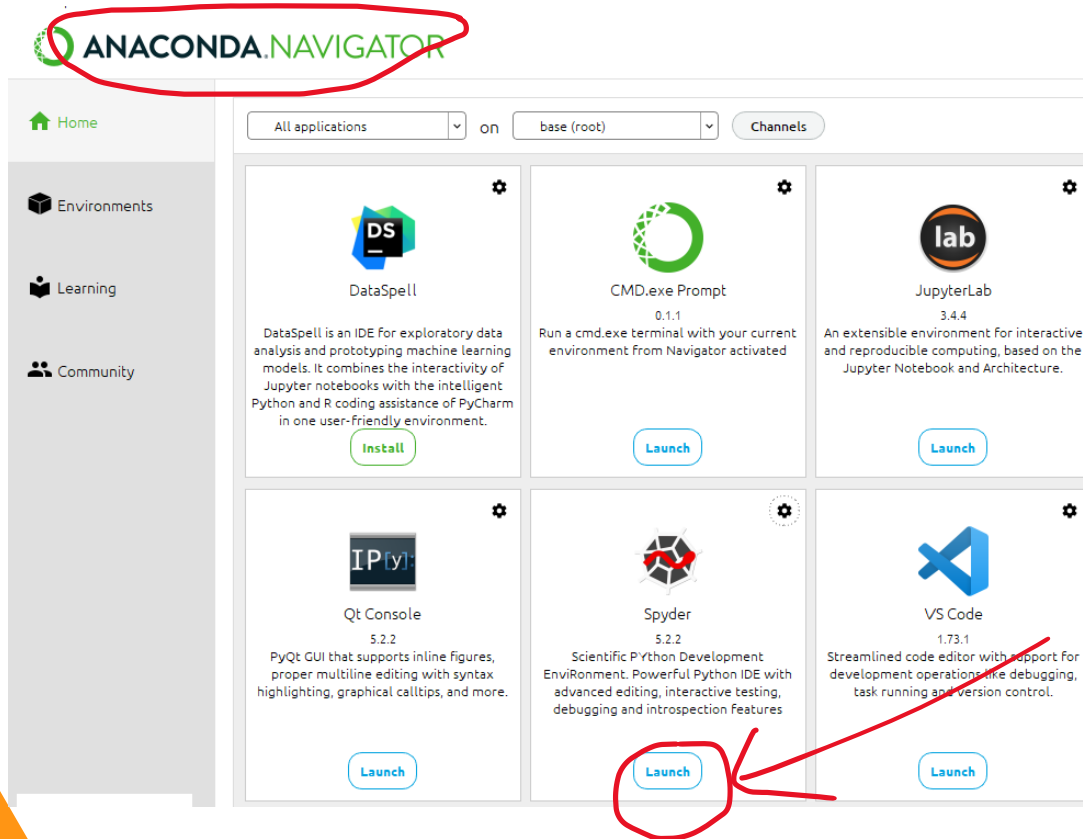 ANACONDA.NAVIGATOR
Home
All applications
on
base (root)
Channels
Environments
Learning
Community
DS
DataSpell
DataSpell is an IDE for exploratory data
analysis and prototyping machine learning
models. It combines the interactivity of
Jupyter notebooks with the intelligent
Python and R coding assistance of PyCharm
in one user-friendly environment.
Install
CMD.exe Prompt
0.1.1
Run a cmd.exe terminal with your current
environment from Navigator activated
Launch
lab
JupyterLab
3.4.4
An extensible environment for interactive
and reproducible computing, based on the
Jupyter Notebook and Architecture.
Launch
IP[y]:
Qt Console
5.2.2
PyQt GUI that supports inline figures,
proper multiline editing with syntax
highlighting, graphical calltips, and more.
Launch
Spyder
5.2.2
Scientific PYthon Development
EnviRonment. Powerful Python IDE with
advanced editing, interactive testing,
debugging and introspection features
Launch
VS Code
1.73.1
Streamlined code editor with support for
development operations like debugging,
task running and version control.
Launch